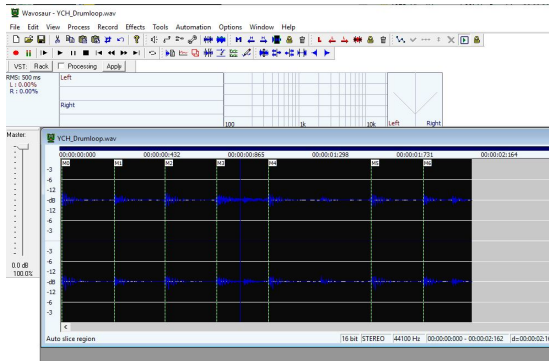 Wavosaur - YCH_Drumloop.wav
File Edit View Process Record Effects Tools Automation Options Window Help
VST: Rack Processing Apply
RMS: 500 ms
L : 0.00%
R : 0.00%
Left
Right
100 1k 10k Left Right
Master:
0.0 dB
100.0%
YCH_Drumloop.wav
00:00:00:000 00:00:00:432 00:00:00:865 00:00:01:298 00:00:01:731 00:00:02:164
M0 M1 M2 M3 M4 M5 M6
-3
-6
-12
-dB
-12
-6
-3
-3
-6
-12
-dB
-12
-6
-3
Auto slice region 16 bit STEREO 44100 Hz 00:00:00:000 - 00:00:02:162